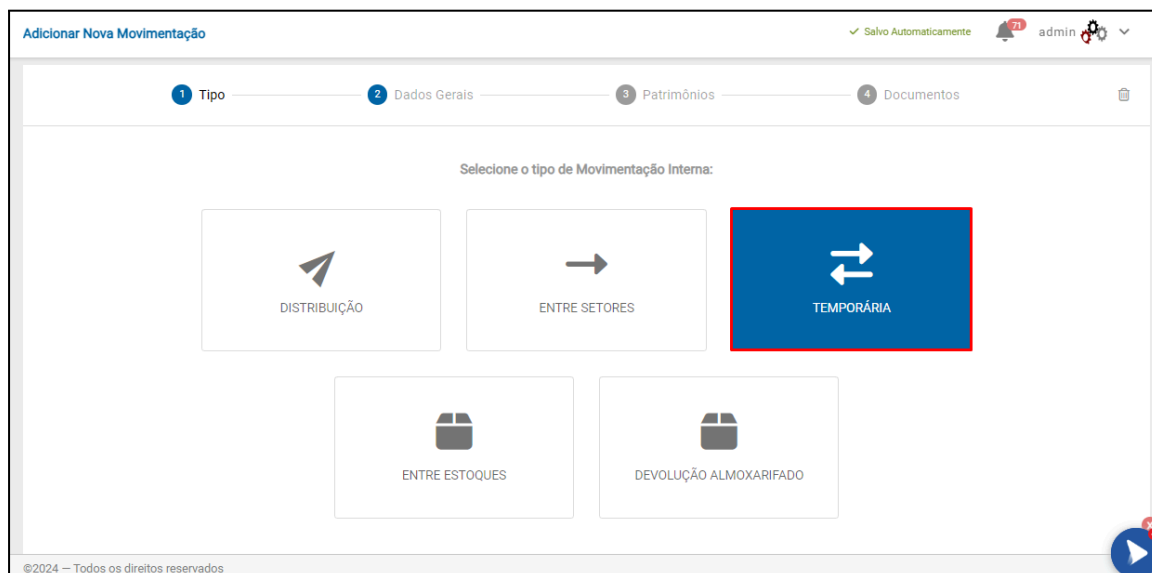 Adicionar Nova Movimentação
Salvo Automaticamente
71
admin
1 Tipo
2 Dados Gerais
3 Patrimônios
4 Documentos
Selecione o tipo de Movimentação Interna:
DISTRIBUIÇÃO
ENTRE SETORES
TEMPORÁRIA
ENTRE ESTOQUES
DEVOLUÇÃO ALMOXARIFADO
©2024 — Todos os direitos reservados